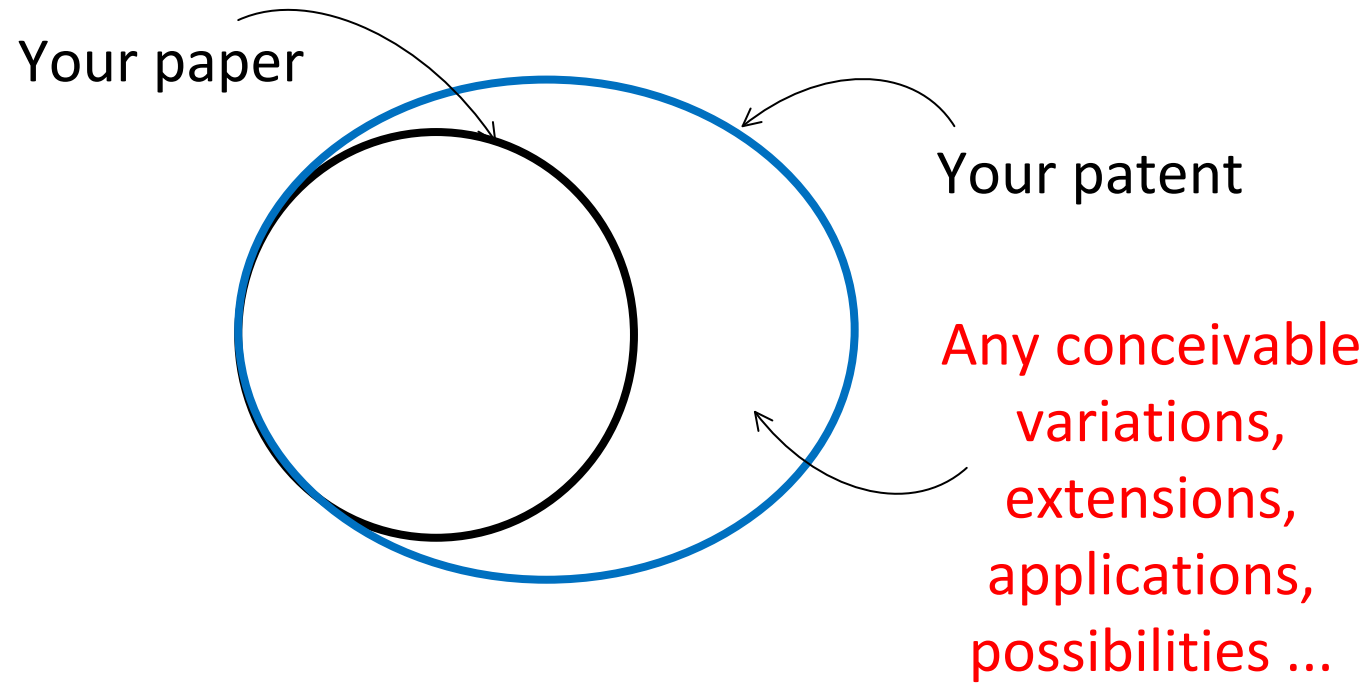 Your paper
Your patent
Any conceivable
variations,
extensions,
applications,
possibilities ...